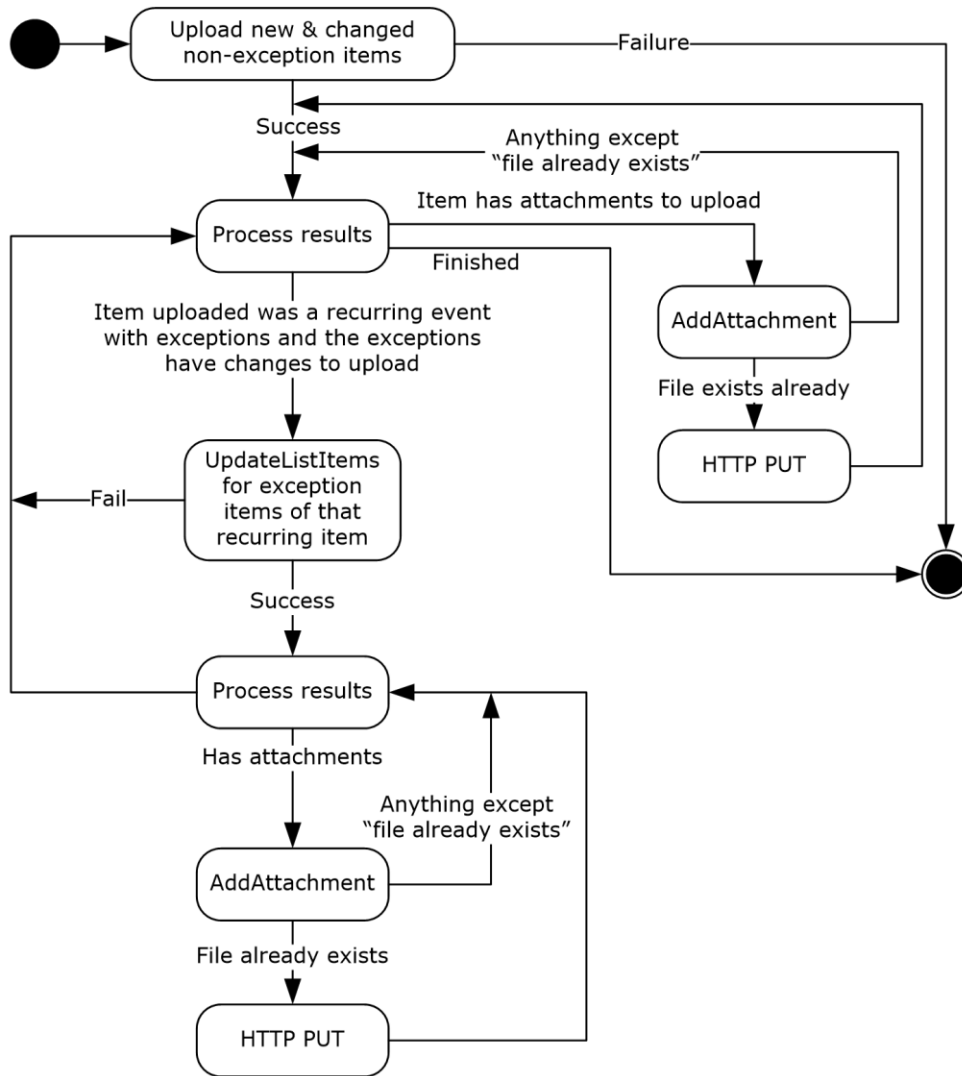 Upload new & changed
non-exception items
Failure
Success
Anything except
“file already exists”
Item has attachments to upload
Process results
Finished
Item uploaded was a recurring event
with exceptions and the exceptions
have changes to upload
AddAttachment
File exists already
HTTP PUT
UpdateListItems
for exception
items of that
recurring item
Fail
Success
Process results
Has attachments
Anything except
“file already exists”
AddAttachment
File already exists
HTTP PUT